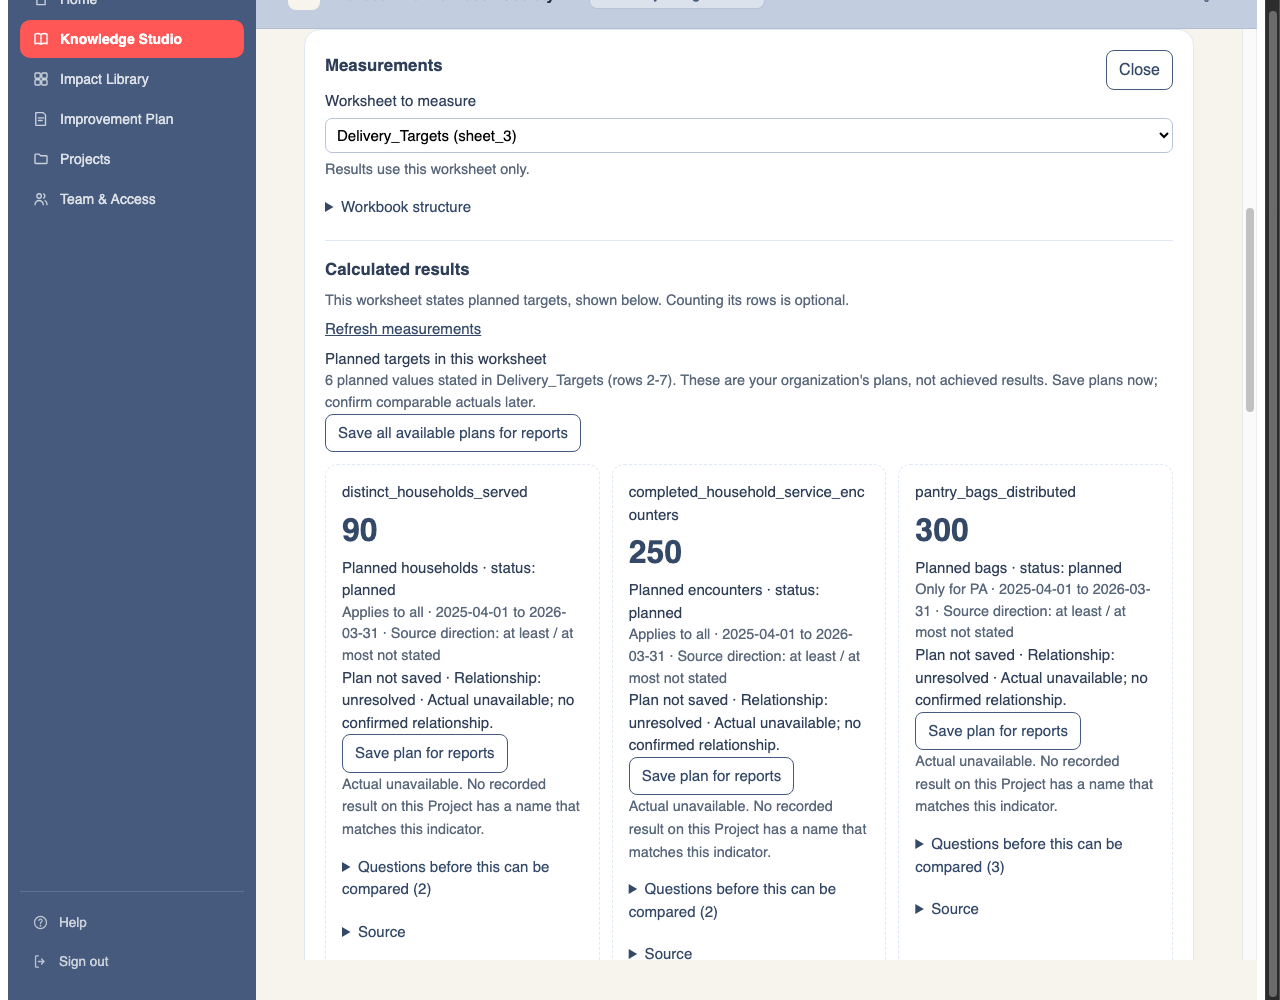 Home
Knowledge Studio
Impact Library
Improvement Plan
Projects
Team & Access
Help
Sign out
Measurements
Close
Worksheet to measure
Delivery_Targets (sheet_3)
Results use this worksheet only.
▶ Workbook structure
Calculated results
This worksheet states planned targets, shown below. Counting its rows is optional.
Refresh measurements
Planned targets in this worksheet
6 planned values stated in Delivery_Targets (rows 2-7). These are your organization's plans, not achieved results. Save plans now;
confirm comparable actuals later.
Save all available plans for reports
distinct_households_served
90
Planned households · status:
planned
Applies to all · 2025-04-01 to 2026-
03-31 · Source direction: at least / at
most not stated
Plan not saved · Relationship:
unresolved · Actual unavailable; no
confirmed relationship.
Save plan for reports
Actual unavailable. No recorded
result on this Project has a name that
matches this indicator.
▶ Questions before this can be
compared (2)
▶ Source
completed_household_service_enc
ounters
250
Planned encounters · status:
planned
Applies to all · 2025-04-01 to 2026-
03-31 · Source direction: at least / at
most not stated
Plan not saved · Relationship:
unresolved · Actual unavailable; no
confirmed relationship.
Save plan for reports
Actual unavailable. No recorded
result on this Project has a name that
matches this indicator.
▶ Questions before this can be
compared (2)
▶ Source
pantry_bags_distributed
300
Planned bags · status: planned
Only for PA · 2025-04-01 to 2026-03-
31 · Source direction: at least / at
most not stated
Plan not saved · Relationship:
unresolved · Actual unavailable; no
confirmed relationship.
Save plan for reports
Actual unavailable. No recorded
result on this Project has a name that
matches this indicator.
▶ Questions before this can be
compared (3)
▶ Source